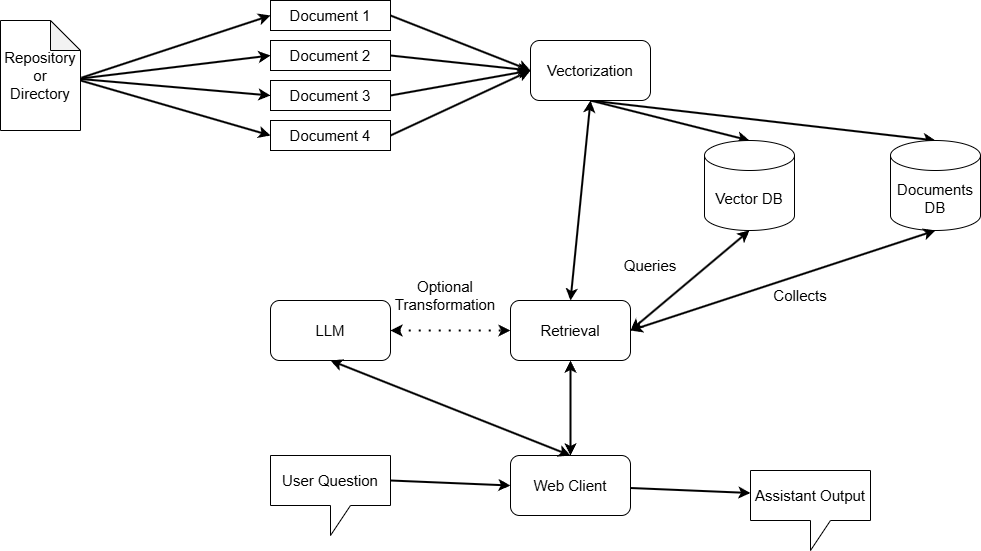 Document 1
Repository
or
Directory
Document 2
Vectorization
Document 3
Document 4
Vector DB
Documents
DB
Queries
Collects
Optional
Transformation
LLM
Retrieval
User Question
Web Client
Assistant Output